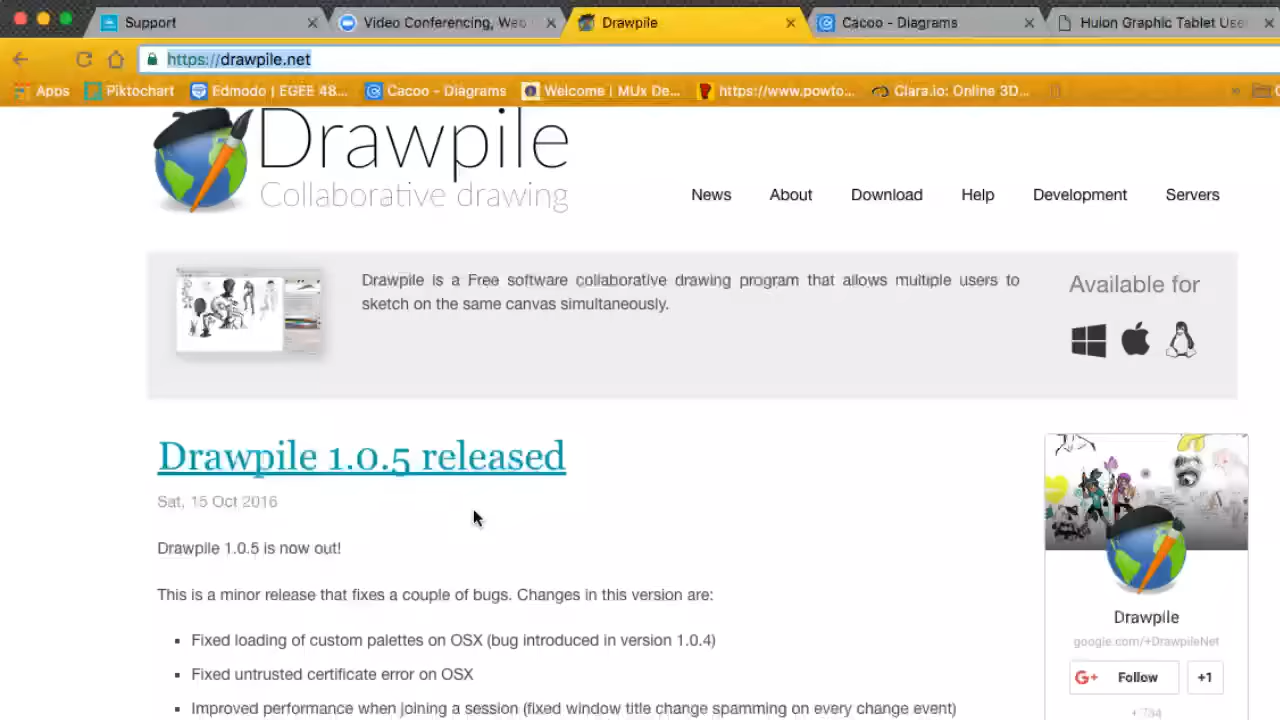 Support
Video Conferencing, Web
Drawpile
Cacoo - Diagrams
Huion Graphic Tablet Use
https://drawpile.net
Apps
Piktochart
Edmodo | EGEE 48...
Cacoo - Diagrams
Welcome | MUx De...
https://www.powto...
Clara.io: Online 3D...
Drawpile
Collaborative drawing
News
About
Download
Help
Development
Servers
Drawpile is a Free software collaborative drawing program that allows multiple users to
sketch on the same canvas simultaneously.
Available for
Drawpile 1.0.5 released
Sat, 15 Oct 2016
Drawpile 1.0.5 is now out!
This is a minor release that fixes a couple of bugs. Changes in this version are:
▪ Fixed loading of custom palettes on OSX (bug introduced in version 1.0.4)
▪ Fixed untrusted certificate error on OSX
▪ Improved performance when joining a session (fixed window title change spamming on every change event)
Drawpile
google.com/+DrawpileNet
G+ Follow
+1